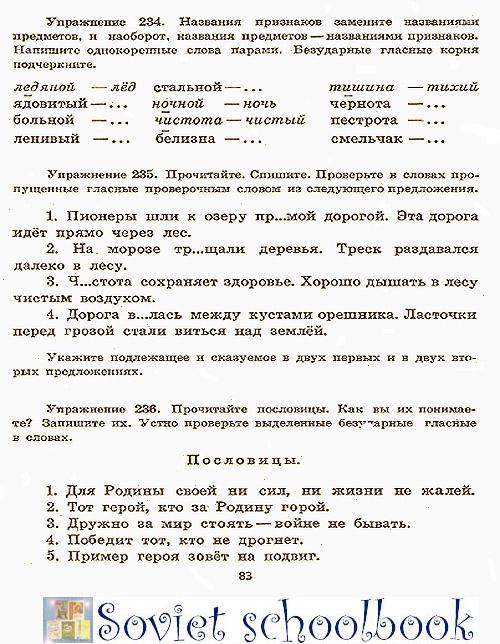 Упражнение 234. Названия признаков замените названиями
предметов, и наоборот, названия предметов — названиями признаков.
Напишите однокоренные слова парами. Безударные гласные корня
подчеркните.
ледяной — лёд стальной — ... тишина — тихий
ядовитый — ... ночной — ночь чернота — ...
больной — ... чистота — чистый пестрота — ...
ленивый — ... белизна — ... смельчак — ...
Упражнение 235. Прочитайте. Спишите. Проверьте в словах про-
пущенные гласные проверочным словом из следующего предложения.
1. Пионеры шли к озеру пр...мой дорогой. Эта дорога
идёт прямо через лес.
2. На морозе тр...щали деревья. Треск раздавался
далеко в лесу.
3. Ч...стота сохраняет здоровье. Хорошо дышать в лесу
чистым воздухом.
4. Дорога в...лась между кустами орешника. Ласточки
перед грозой стали виться над землёй.
Укажите подлежащее и сказуемое в двух первых и в двух вто-
рых предложениях.
Упражнение 236. Прочитайте пословицы. Как вы их понимае-
те? Запишите их. Устно проверьте выделенные безударные гласные
в словах.
Пословицы.
1. Для Родины своей ни сил, ни жизни не жалей.
2. Тот герой, кто за Родину горой.
3. Дружно за мир стоять — войне не бывать.
4. Победит тот, кто не дрогнет.
5. Пример героя зовёт на подвиг.
83
Soviet schoolbook